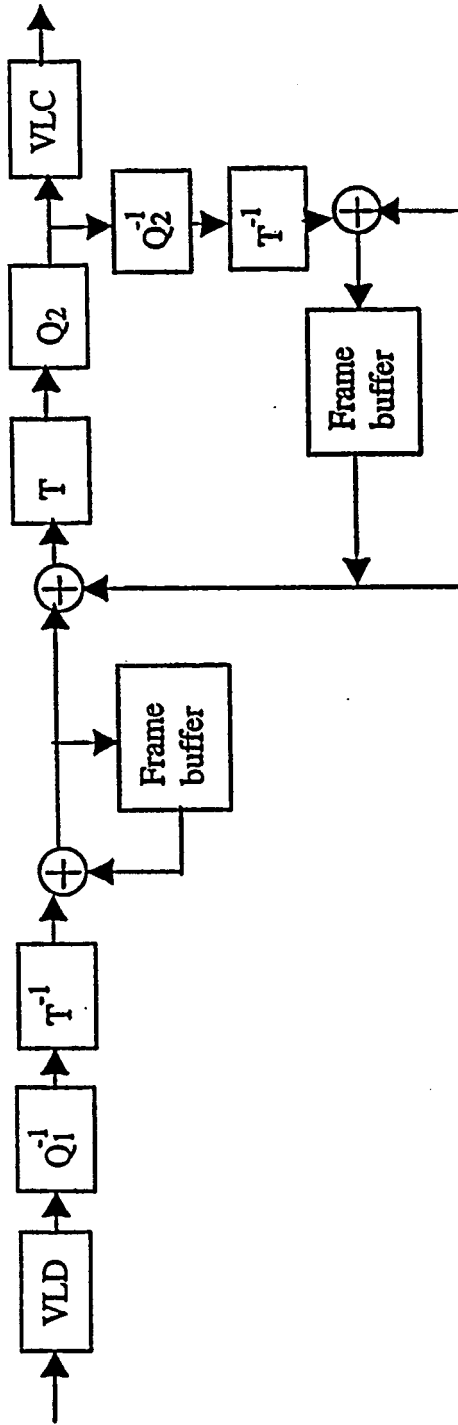 VLD
Q₁⁻¹
T⁻¹
Frame
buffer
T
Q₂
VLC
Q₂⁻¹
T⁻¹
Frame
buffer